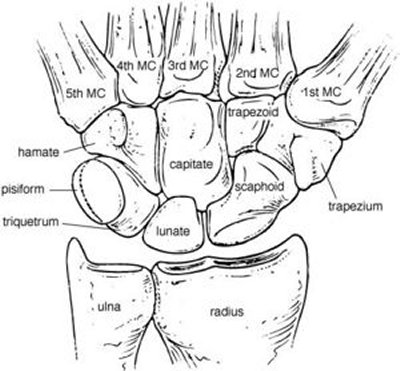 4th MC
3rd MC
2nd MC
5th MC
1st MC
trapezoid
hamate
capitate
pisiform
scaphoid
trapezium
triquetrum
lunate
ulna
radius